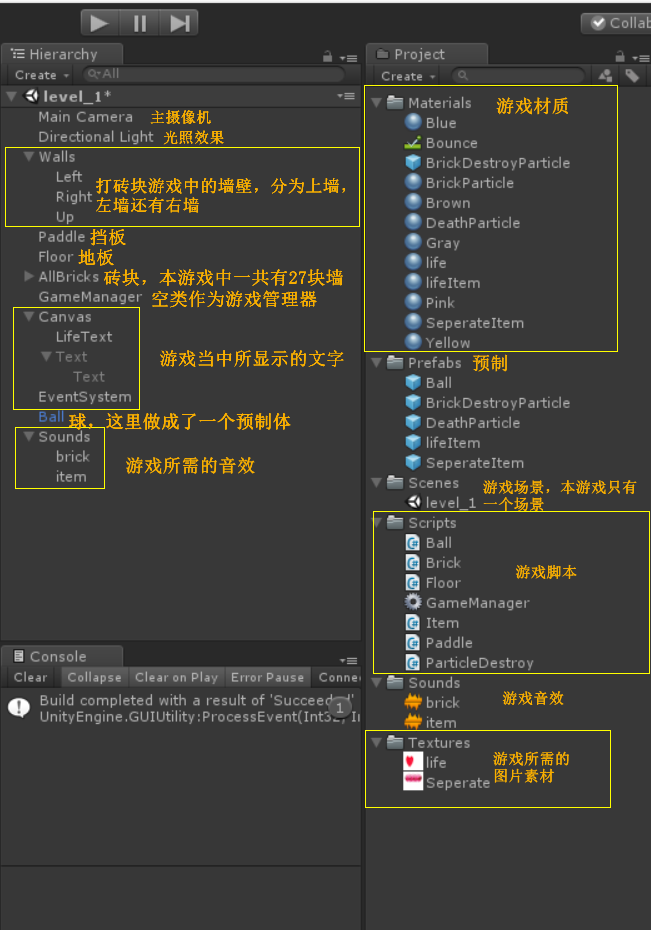 Collab
Hierarchy
Create
All
level_1*
Main Camera 主摄像机
Directional Light 光照效果
Walls
Left
Right
Up
打砖块游戏中的墙壁，分为上墙，
左墙还有右墙
Paddle 挡板
Floor 地板
AllBricks 砖块，本游戏中一共有27块墙
GameManager 空类作为游戏管理器
Canvas
LifeText
Text
Text
EventSystem
游戏当中所显示的文字
Ball 球，这里做成了一个预制体
Sounds
brick
item
游戏所需的音效
Console
Clear
Collapse
Clear on Play
Error Pause
Conne
Build completed with a result of 'Succeeded'
UnityEngine.GUIUtility:ProcessEvent(Int32, In
1
Project
Create
Materials 游戏材质
Blue
Bounce
BrickDestroyParticle
BrickParticle
Brown
DeathParticle
Gray
life
lifeItem
Pink
SeperateItem
Yellow
Prefabs 预制
Ball
BrickDestroyParticle
DeathParticle
lifeItem
SeperateItem
Scenes
level_1
游戏场景，本游戏只有
一个场景
Scripts
Ball
Brick
Floor
GameManager
Item
Paddle
ParticleDestroy
游戏脚本
Sounds
brick
item
游戏音效
Textures
life
Seperate
游戏所需的
图片素材